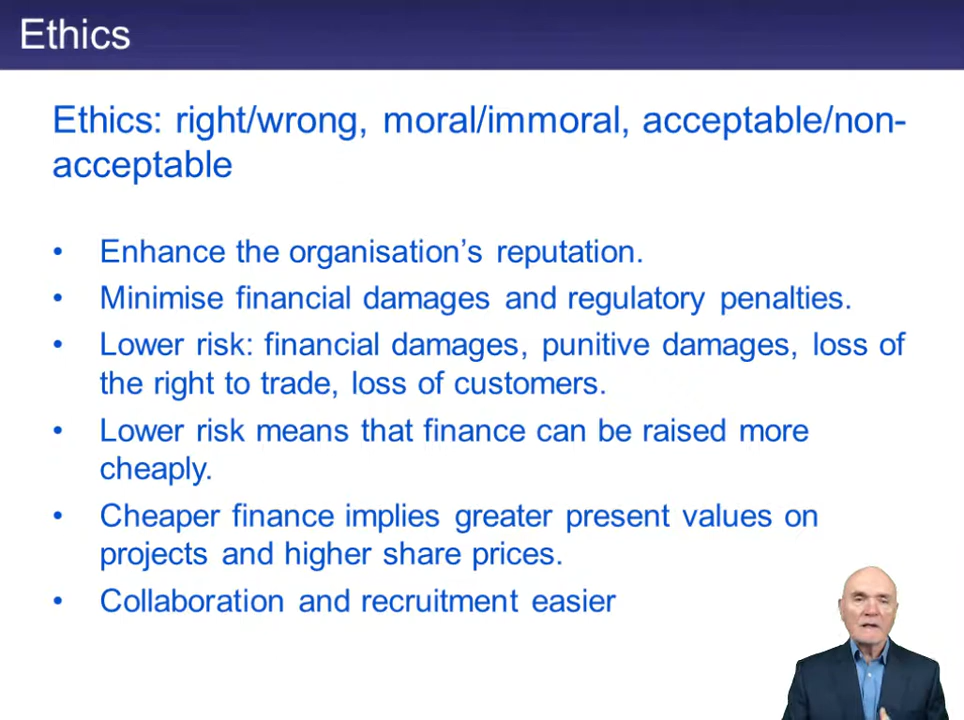 Ethics
Ethics: right/wrong, moral/immoral, acceptable/non-
acceptable
• Enhance the organisation’s reputation.
• Minimise financial damages and regulatory penalties.
• Lower risk: financial damages, punitive damages, loss of
the right to trade, loss of customers.
• Lower risk means that finance can be raised more
cheaply.
• Cheaper finance implies greater present values on
projects and higher share prices.
• Collaboration and recruitment easier